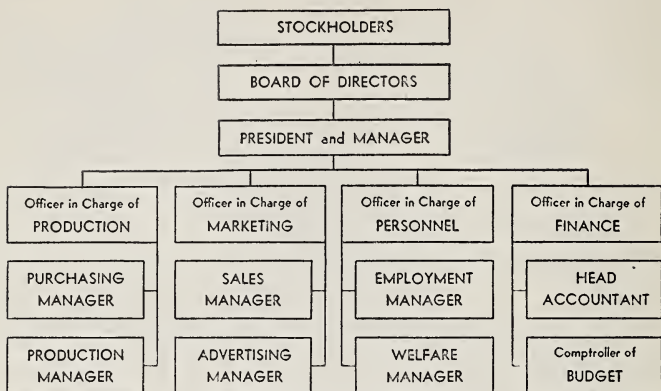 STOCKHOLDERS
BOARD OF DIRECTORS
PRESIDENT and MANAGER
Officer in Charge of
PRODUCTION
Officer in Charge of
MARKETING
Officer in Charge of
PERSONNEL
Officer in Charge of
FINANCE
PURCHASING
MANAGER
SALES
MANAGER
EMPLOYMENT
MANAGER
HEAD
ACCOUNTANT
PRODUCTION
MANAGER
ADVERTISING
MANAGER
WELFARE
MANAGER
Comptroller of
BUDGET